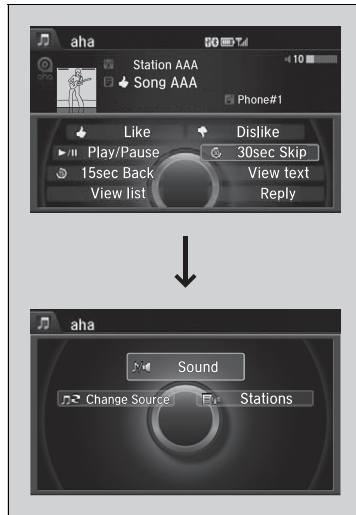 aha
Station AAA
10
aha
Song AAA
Phone#1
Like Dislike
Play/Pause 30sec Skip
15sec Back View text
View list Reply
aha
Sound
Change Source Stations